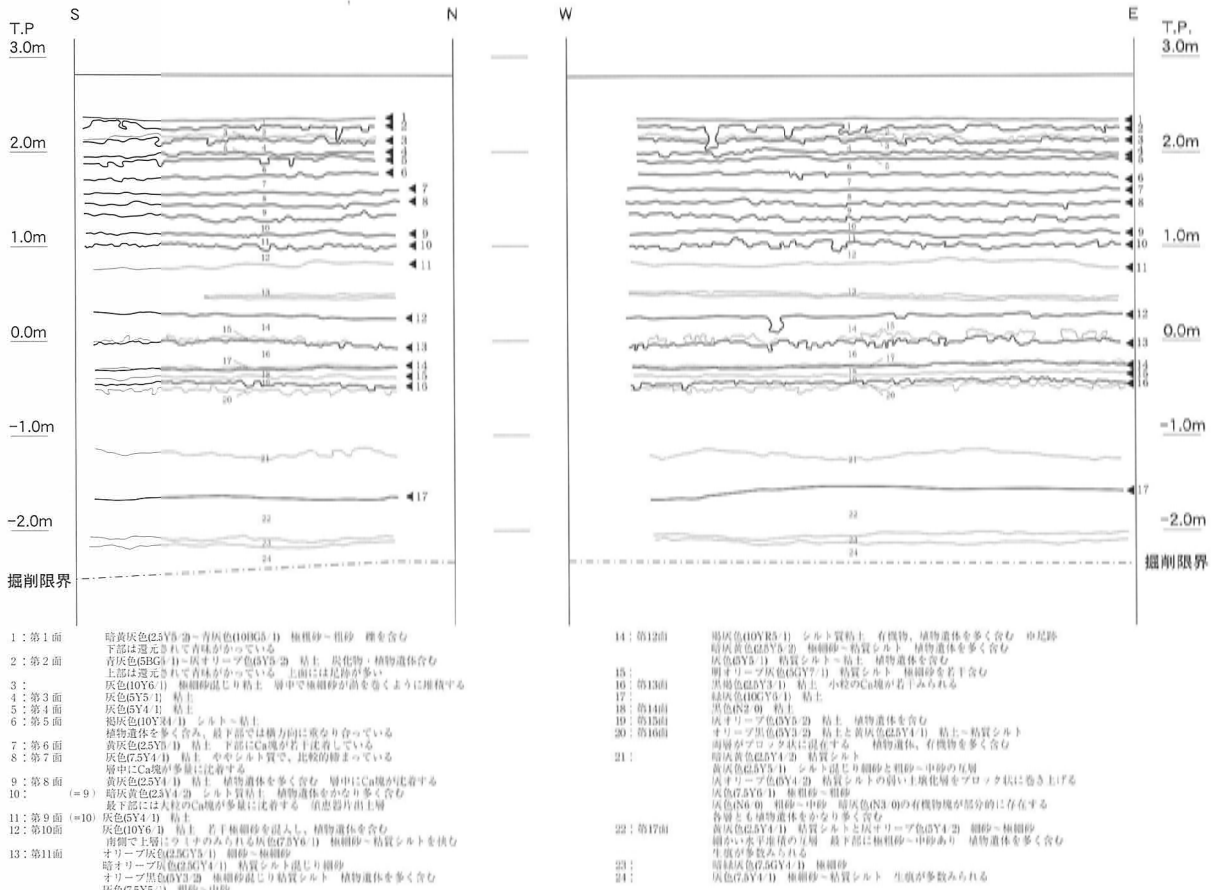 S
N
W
E
T.P
T.P.
3.0m
2.0m
1.0m
0.0m
-1.0m
-2.0m
掘削限界
3.0m
2.0m
1.0m
0.0m
-1.0m
-2.0m
掘削限界
1：第1面 暗黄灰色(2.5Y5/2)~青灰色(10BG5/1) 極粗砂~粗砂 礫を含む
下部は還元されて青味がかっている
2：第2面 青灰色(5BG5/1)~灰オリーブ色(5Y5/2) 粘土 炭化物・植物遺体含む
上部は還元されて青味がかっている 上面には足跡が多い
3： 灰色(10Y6/1) 極細砂混じり粘土 層中で極細砂が渦を巻くように堆積する
4：第3面 灰色(5Y5/1) 粘土
5：第4面 灰色(5Y4/1) 粘土
6：第5面 褐灰色(10YR4/1) シルト~粘土
植物遺体を多く含み、最下部では横方向に重なり合っている
7：第6面 黄灰色(2.5Y5/1) 粘土 下部にCa塊が若干沈着している
8：第7面 灰色(7.5Y4/1) 粘土 ややシルト質で、比較的締まっている
層中にCa塊が多量に沈着する
9：第8面 黄灰色(2.5Y4/1) 粘土 植物遺体を多く含む 層中にCa塊が沈着する
10： (=9) 暗灰黄色(2.5Y4/2) シルト質粘土 植物遺体をかなり多く含む
最下部には大粒のCa塊が多量に沈着する 須恵器片出土層
11：第9面 (=10) 灰色(5Y4/1) 粘土
12：第10面 灰色(10Y6/1) 粘土 若干極細砂を混入し、植物遺体を含む
南側で上層にラミナのみられる灰色(7.5Y6/1) 極細砂~粘質シルトを挟む
13：第11面 オリーブ灰色(2.5GY5/1) 細砂~極細砂
暗オリーブ灰色(2.5GY4/1) 粘質シルト混じり細砂
オリーブ黒色(5Y3/2) 極細砂混じり粘質シルト 植物遺体を多く含む
灰色(7.5Y5/1) 粗砂~中砂
14：第12面 褐灰色(10YR5/1) シルト質粘土 有機物、植物遺体を多く含む ゆ足跡
暗灰黄色(2.5Y5/2) 極細砂~粘質シルト 植物遺体を多く含む
灰色(5Y5/1) 粘質シルト~粘土 植物遺体を含む
15： 明オリーブ灰色(5GY7/1) 粘質シルト 極細砂を若干含む
16：第13面 黒褐色(2.5Y3/1) 粘土 小粒のCa塊が若干みられる
17： 緑灰色(10GY5/1) 粘土
18：第14面 黒色(N2/0) 粘土
19：第15面 灰オリーブ色(5Y5/2) 粘土 植物遺体を含む
20：第16面 オリーブ黒色(5Y3/2) 粘土と黄灰色(2.5Y4/1) 粘土~粘質シルト
両層がブロック状に混在する 植物遺体、有機物を多く含む
21： 暗灰黄色(2.5Y4/2) 粘質シルト
黄灰色(2.5Y5/1) シルト混じり細砂と粗砂~中砂の互層
灰オリーブ色(5Y4/2) 粘質シルトの弱い土壌化層をブロック状に巻き上げる
灰色(7.5Y6/1) 極粗砂~粗砂
灰色(N6/0) 粗砂~中砂 暗灰色(N3/0)の有機物塊が部分的に存在する
各層とも植物遺体をかなり多く含む
22：第17面 黄灰色(2.5Y4/1) 粘質シルトと灰オリーブ色(5Y4/2) 細砂~極細砂
細かい水平堆積の互層 最下部に極粗砂~中砂あり 植物遺体を多く含む
生痕が多数みられる
23： 暗緑灰色(7.5GY4/1) 極細砂
24： 灰色(7.5Y4/1) 極細砂~粘質シルト 生痕が多数みられる